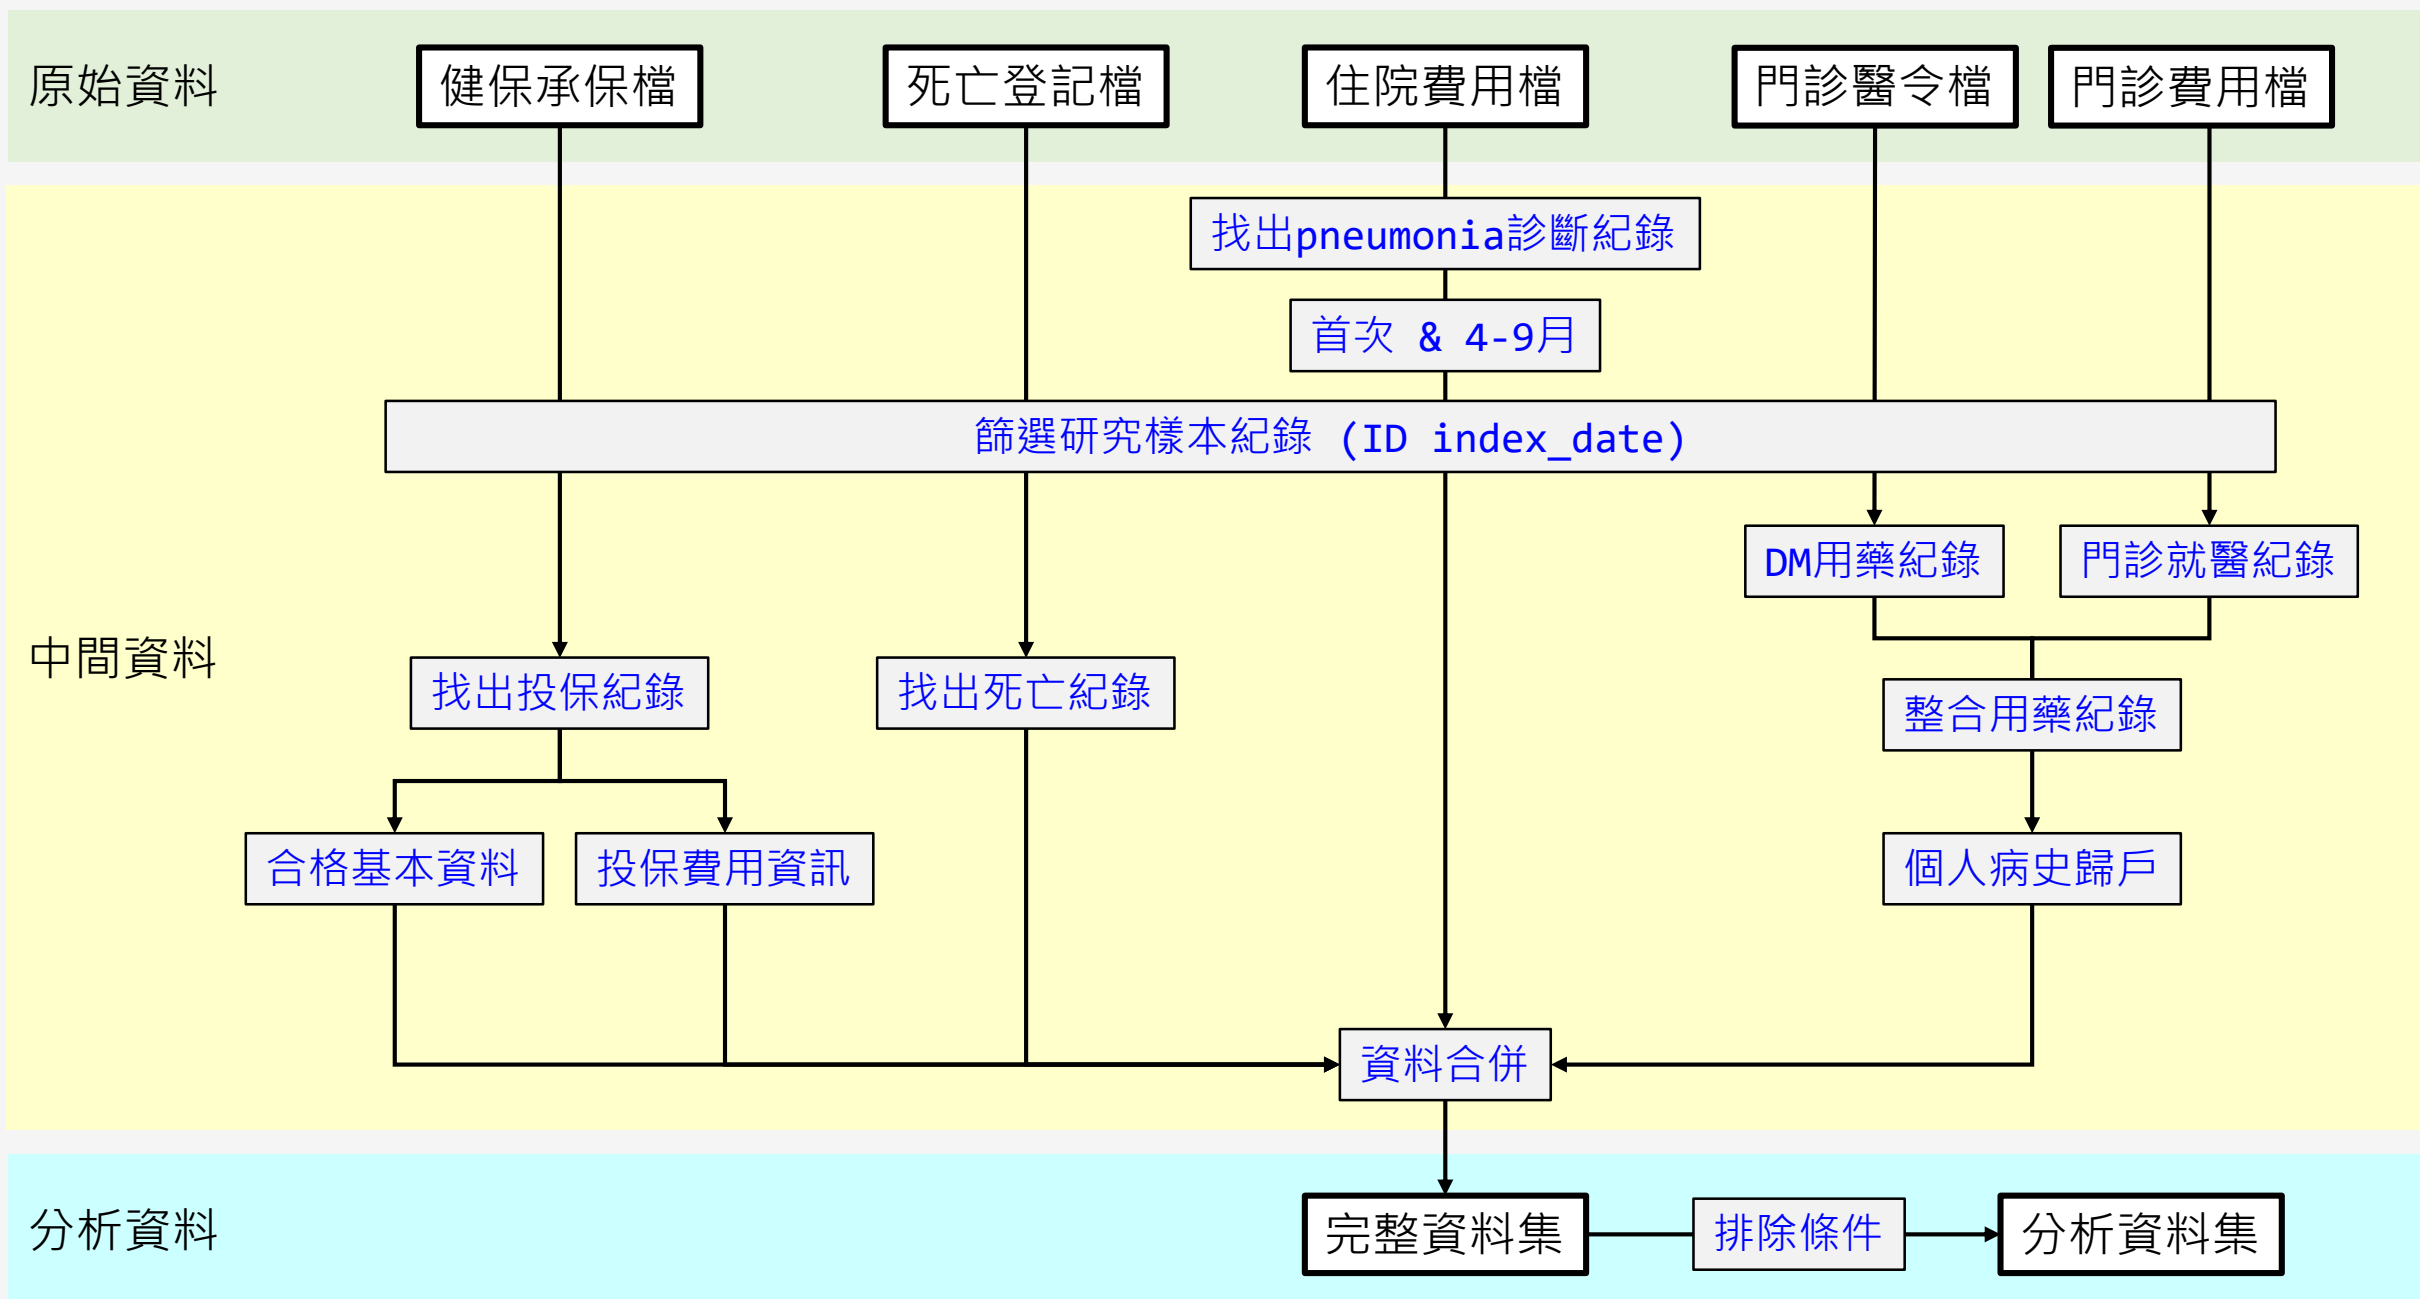 原始資料
健保承保檔
死亡登記檔
住院費用檔
門診醫令檔
門診費用檔
找出pneumonia診斷紀錄
首次 & 4-9月
篩選研究樣本紀錄 (ID index_date)
DM用藥紀錄
門診就醫紀錄
中間資料
找出投保紀錄
找出死亡紀錄
整合用藥紀錄
合格基本資料
投保費用資訊
個人病史歸戶
資料合併
分析資料
完整資料集
排除條件
分析資料集